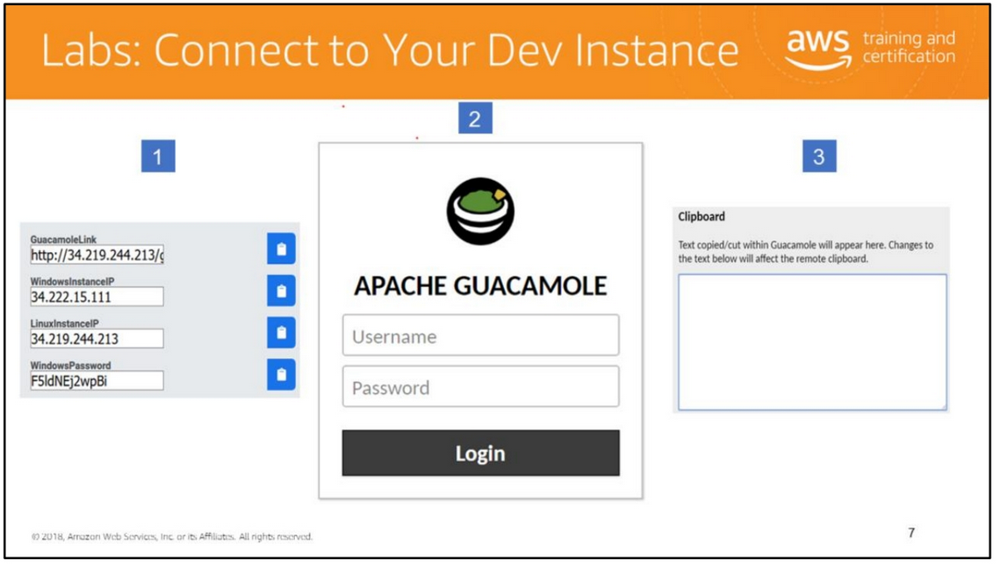 Labs: Connect to Your Dev Instance
aws training and
certification
1
GuacamoleLink
http://34.219.244.213/g
WindowsInstanceIP
34.222.15.111
LinuxInstanceIP
34.219.244.213
WindowsPassword
F5ldNEj2wpBi
2
APACHE GUACAMOLE
Username
Password
Login
3
Clipboard
Text copied/cut within Guacamole will appear here. Changes to
the text below will affect the remote clipboard.
© 2018, Amazon Web Services, Inc. or its Affiliates. All rights reserved.
7